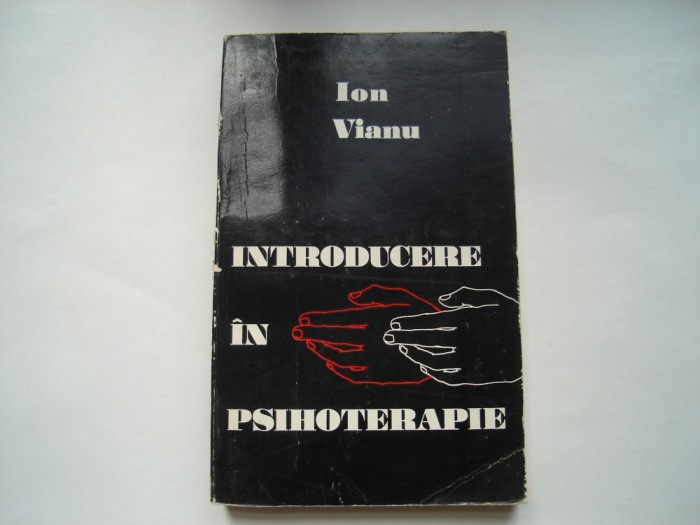 Ion
Vianu
INTRODUCERE
ÎN
PSIHOTERAPIE